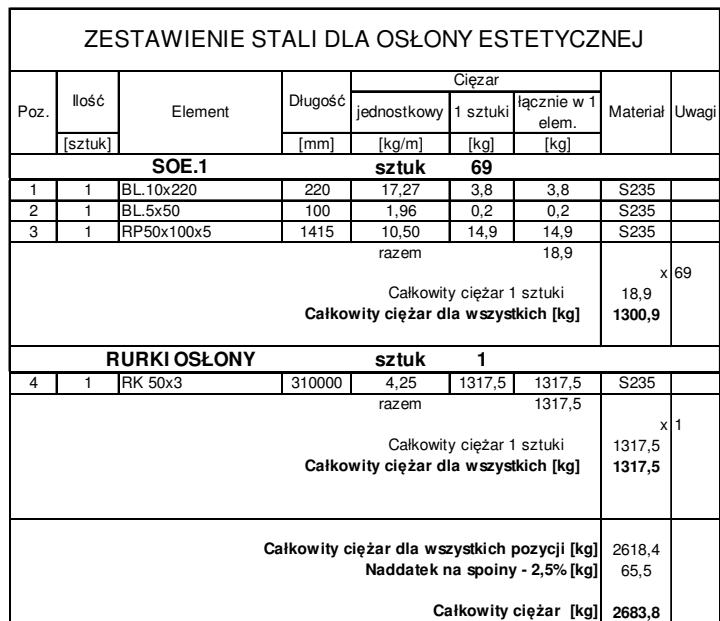 ZESTAWIENIE STALI DLA OSŁONY ESTETYCZNEJ
Poz. Ilość Element Długość Ciężar Materiał Uwagi
jednostkowy 1 sztuki łącznie w 1 elem.
[sztuk] [mm] [kg/m] [kg] [kg]
SOE.1 sztuk 69
1 1 BL.10x220 220 17,27 3,8 3,8 S235
2 1 BL.5x50 100 1,96 0,2 0,2 S235
3 1 RP50x100x5 1415 10,50 14,9 14,9 S235
razem 18,9
x 69
Całkowity ciężar 1 sztuki 18,9
Całkowity ciężar dla wszystkich [kg] 1300,9
RURKI OSŁONY sztuk 1
4 1 RK 50x3 310000 4,25 1317,5 1317,5 S235
razem 1317,5
x 1
Całkowity ciężar 1 sztuki 1317,5
Całkowity ciężar dla wszystkich [kg] 1317,5
Całkowity ciężar dla wszystkich pozycji [kg] 2618,4
Naddatek na spoiny - 2,5% [kg] 65,5
Całkowity ciężar [kg] 2683,8